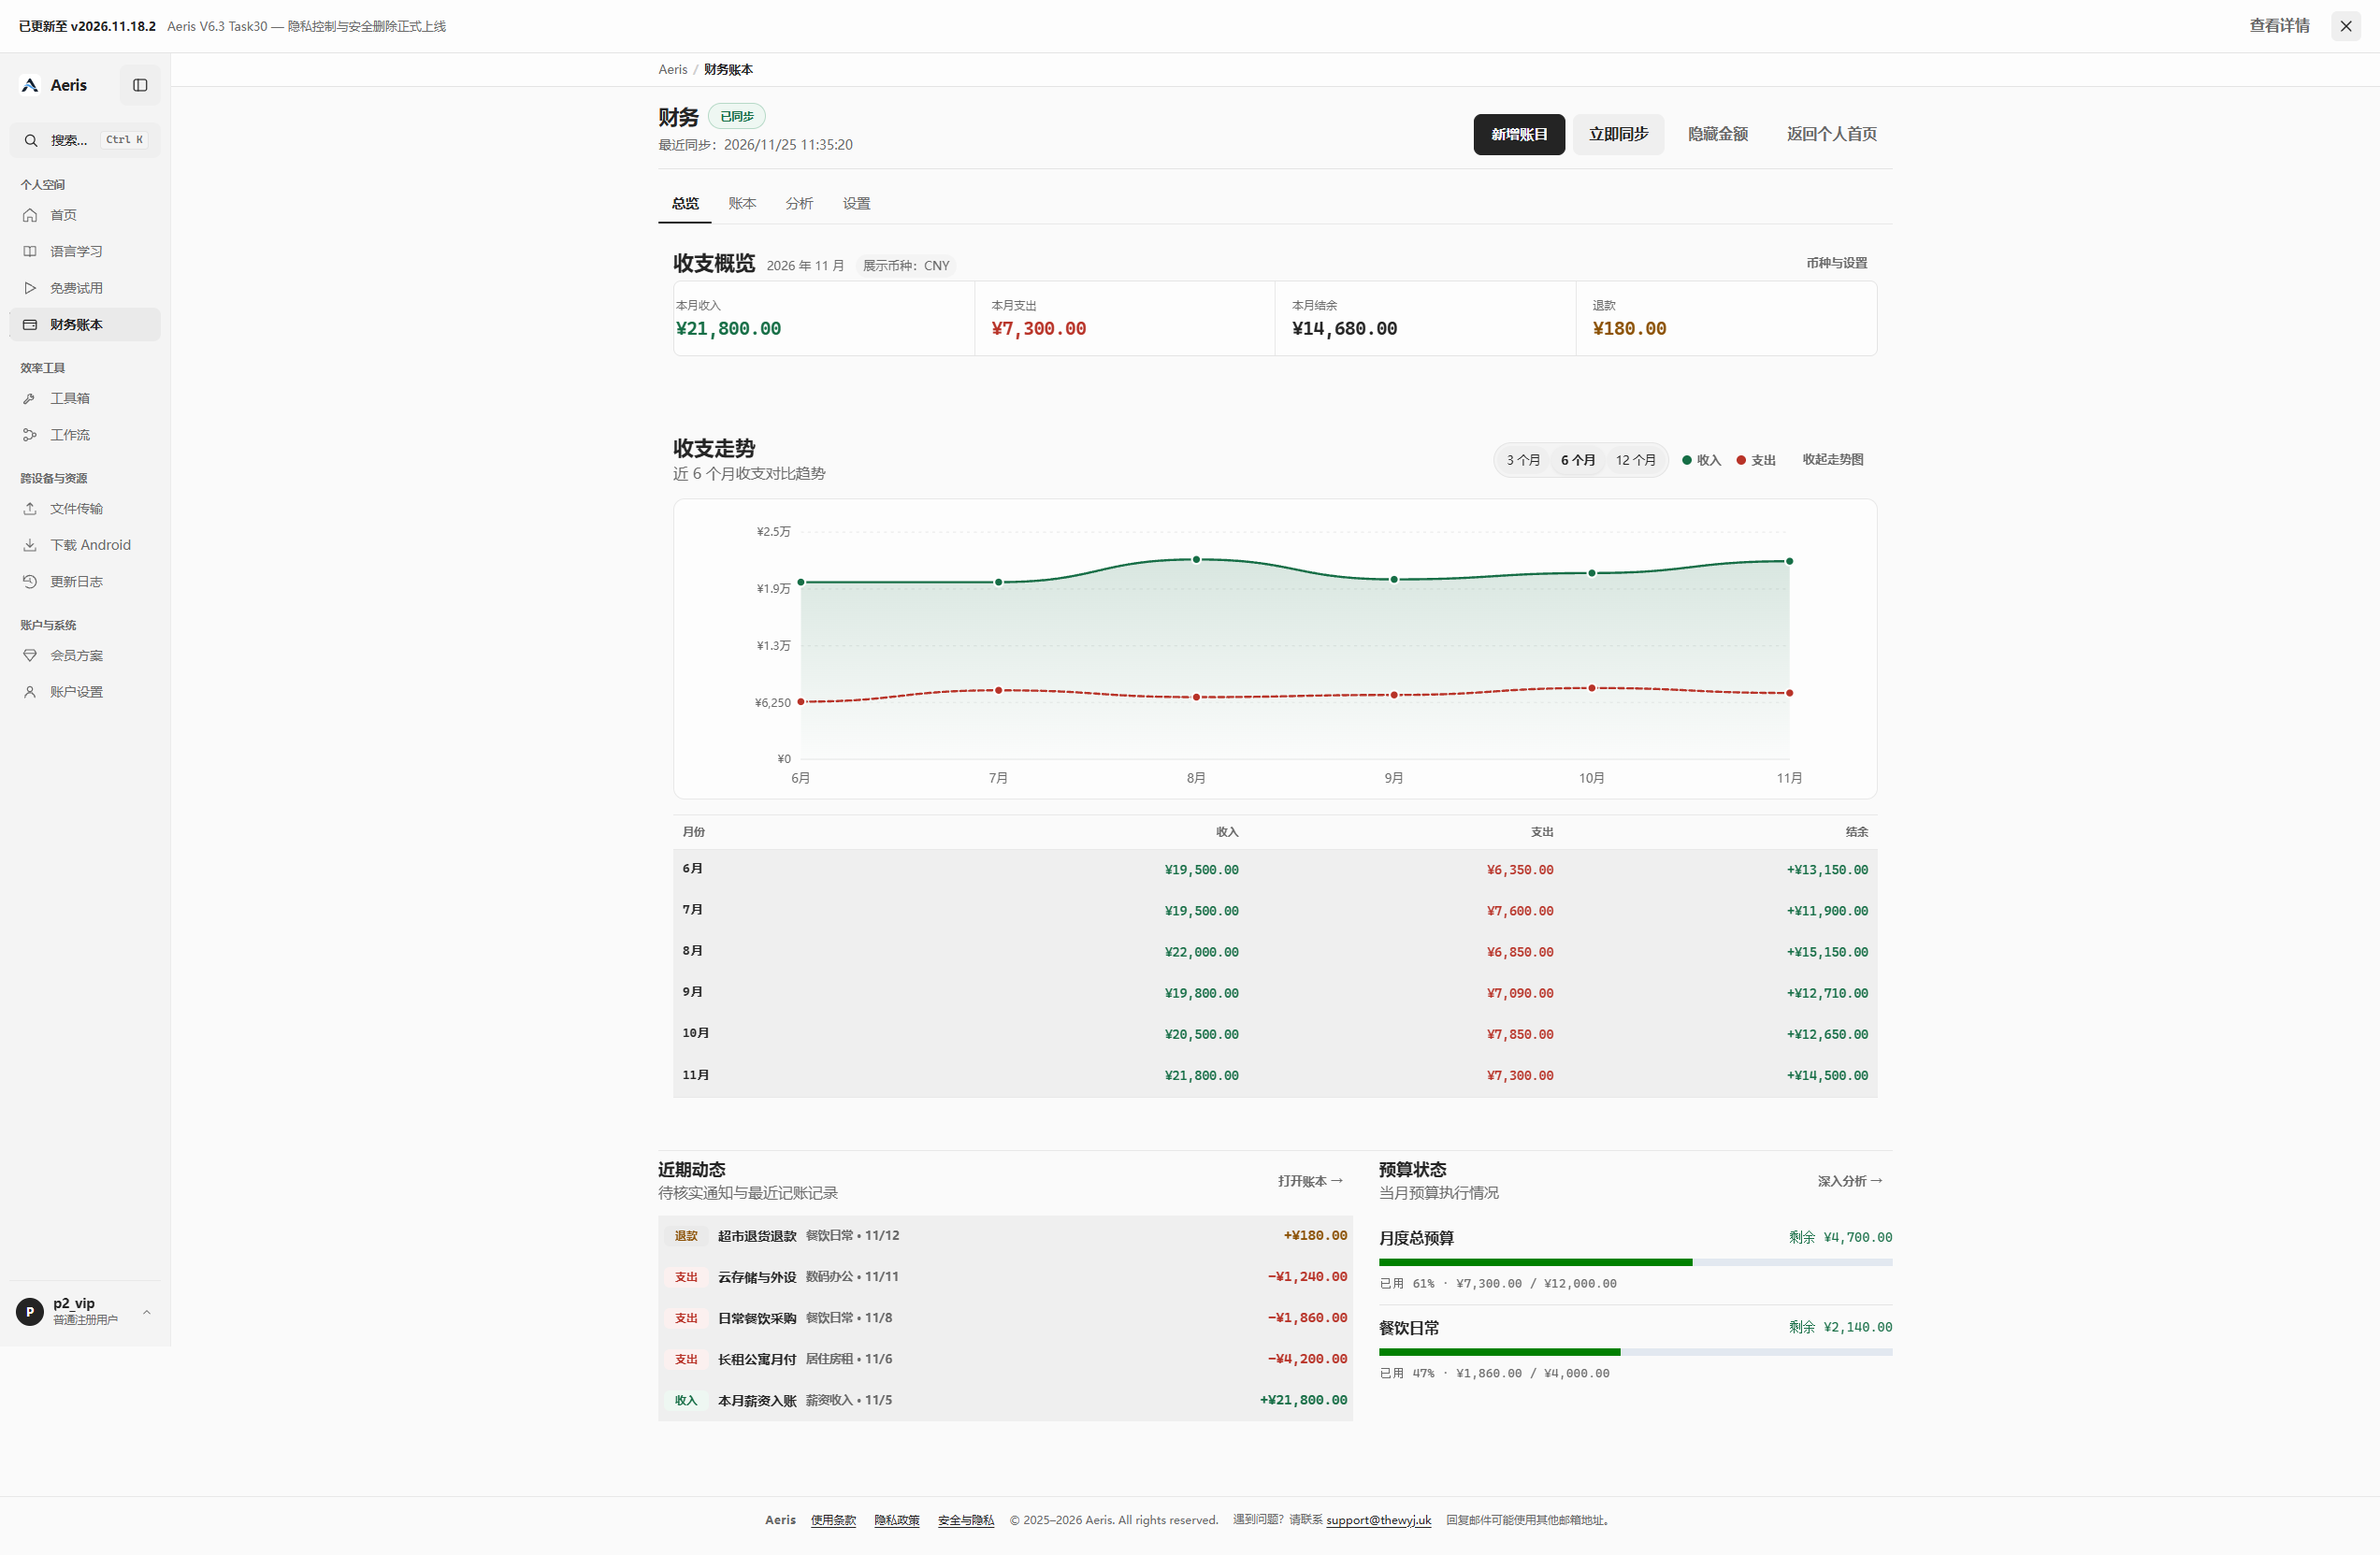 已更新至 v2026.11.18.2 Aeris V6.3 Task30 — 隐私控制与安全删除正式上线 查看详情
Aeris
搜索... Ctrl K
个人空间
首页
语言学习
免费试用
财务账本
效率工具
工具箱
工作流
跨设备与资源
文件传输
下载 Android
更新日志
账户与系统
会员方案
账户设置
P
p2_vip
普通注册用户
Aeris / 财务账本
财务 已同步
最近同步：2026/11/25 11:35:20
新增账目 立即同步 隐藏金额 返回个人首页
总览 账本 分析 设置
收支概览 2026 年 11 月 展示币种：CNY 币种与设置
本月收入 本月支出 本月结余 退款
¥21,800.00 ¥7,300.00 ¥14,680.00 ¥180.00
收支走势
近 6 个月收支对比趋势
3 个月 6 个月 12 个月 收入 支出 收起走势图
¥2.5万
¥1.9万
¥1.3万
¥6,250
¥0
6月 7月 8月 9月 10月 11月
月份 收入 支出 结余
6月 ¥19,500.00 ¥6,350.00 +¥13,150.00
7月 ¥19,500.00 ¥7,600.00 +¥11,900.00
8月 ¥22,000.00 ¥6,850.00 +¥15,150.00
9月 ¥19,800.00 ¥7,090.00 +¥12,710.00
10月 ¥20,500.00 ¥7,850.00 +¥12,650.00
11月 ¥21,800.00 ¥7,300.00 +¥14,500.00
近期动态
待核实通知与最近记账记录
打开账本 →
退款 超市退货退款 餐饮日常 • 11/12 +¥180.00
支出 云存储与外设 数码办公 • 11/11 −¥1,240.00
支出 日常餐饮采购 餐饮日常 • 11/8 −¥1,860.00
支出 长租公寓月付 居住房租 • 11/6 −¥4,200.00
收入 本月薪资入账 薪资收入 • 11/5 +¥21,800.00
预算状态
当月预算执行情况
深入分析 →
月度总预算 剩余 ¥4,700.00
已用 61% · ¥7,300.00 / ¥12,000.00
餐饮日常 剩余 ¥2,140.00
已用 47% · ¥1,860.00 / ¥4,000.00
Aeris 使用条款 隐私政策 安全与隐私 © 2025–2026 Aeris. All rights reserved. 遇到问题？请联系 support@thewyj.uk 回复邮件可能使用其他邮箱地址。